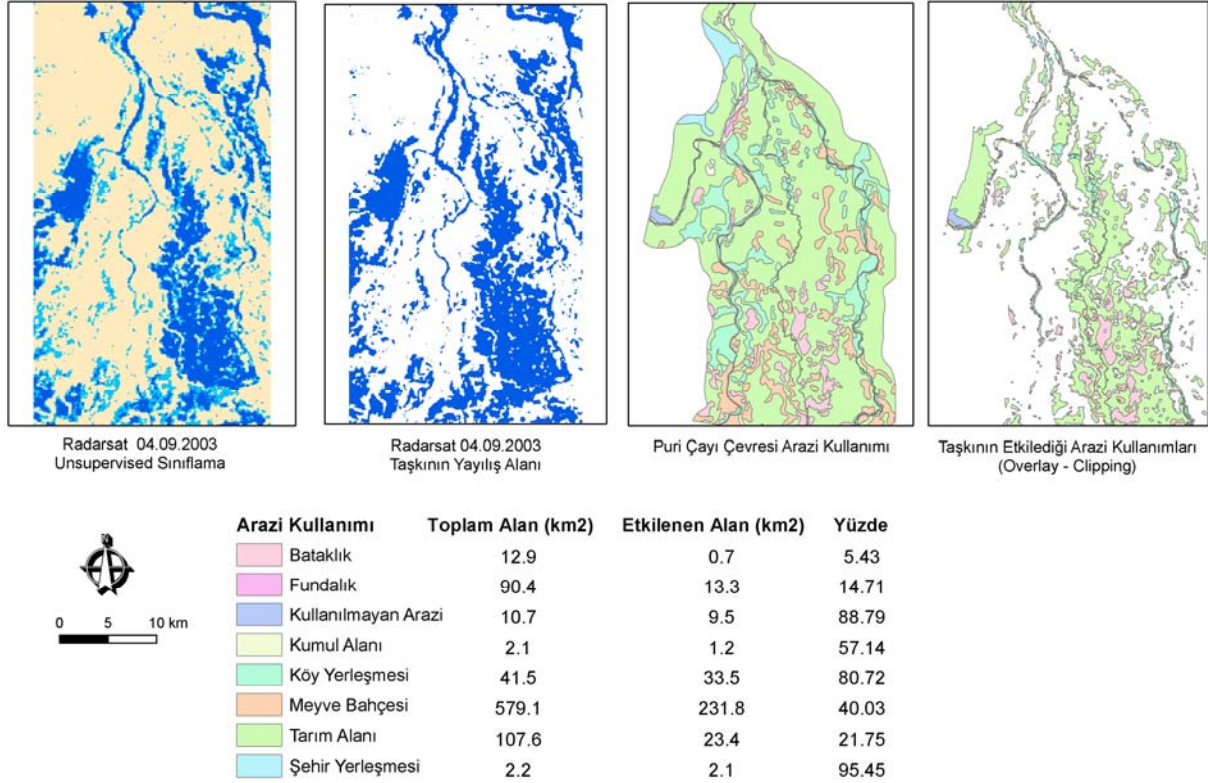 Radarsat 04.09.2003
Unsupervised Sınıflama
Radarsat 04.09.2003
Taşkının Yayılış Alanı
Puri Çayı Çevresi Arazi Kullanımı
Taşkının Etkilediği Arazi Kullanımları
(Overlay - Clipping)
0 5 10 km
Arazi Kullanımı Toplam Alan (km2) Etkilenen Alan (km2) Yüzde
Bataklık 12.9 0.7 5.43
Fundalık 90.4 13.3 14.71
Kullanılmayan Arazi 10.7 9.5 88.79
Kumul Alanı 2.1 1.2 57.14
Köy Yerleşmesi 41.5 33.5 80.72
Meyve Bahçesi 579.1 231.8 40.03
Tarım Alanı 107.6 23.4 21.75
Şehir Yerleşmesi 2.2 2.1 95.45